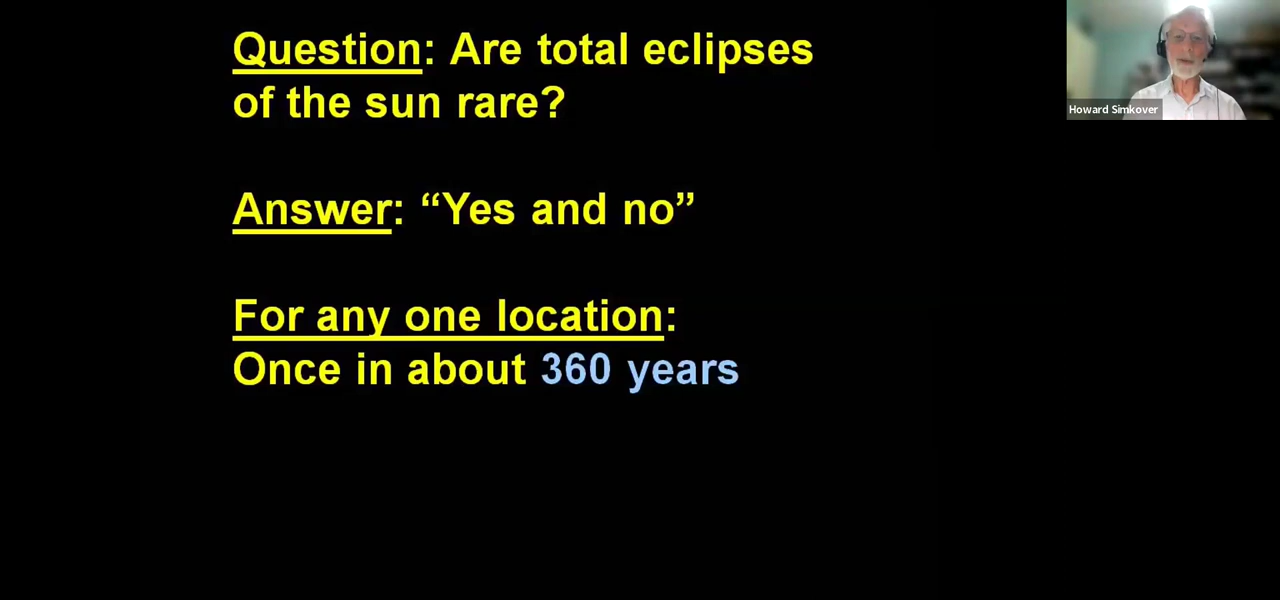 Question: Are total eclipses
of the sun rare?
Answer: “Yes and no”
For any one location:
Once in about 360 years
Howard Simkover